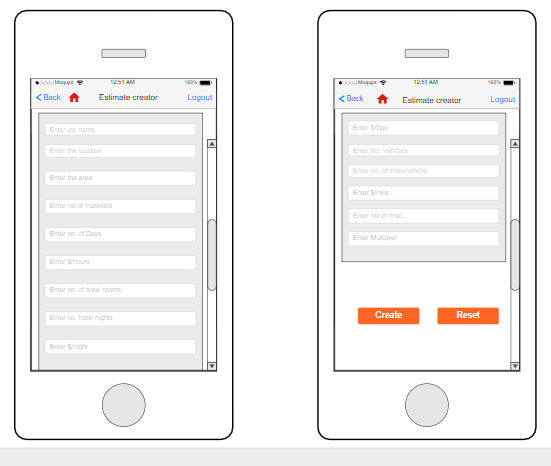 Moqups 12:51 AM 100%
Back Estimate creator Logout
Enter job name
Enter the location
Enter the area
Enter list of materials
Enter no. of Days
Enter $/hours
Enter no. of hotel rooms
Enter no. hotel nights
Enter $/night
Moqups 12:51 AM 100%
Back Estimate creator Logout
Enter $/Day
Enter No. Vehicles
Enter no. of miles/vehicle
Enter $/mile
Enter list of misc.
Enter Multiplier
Create Reset